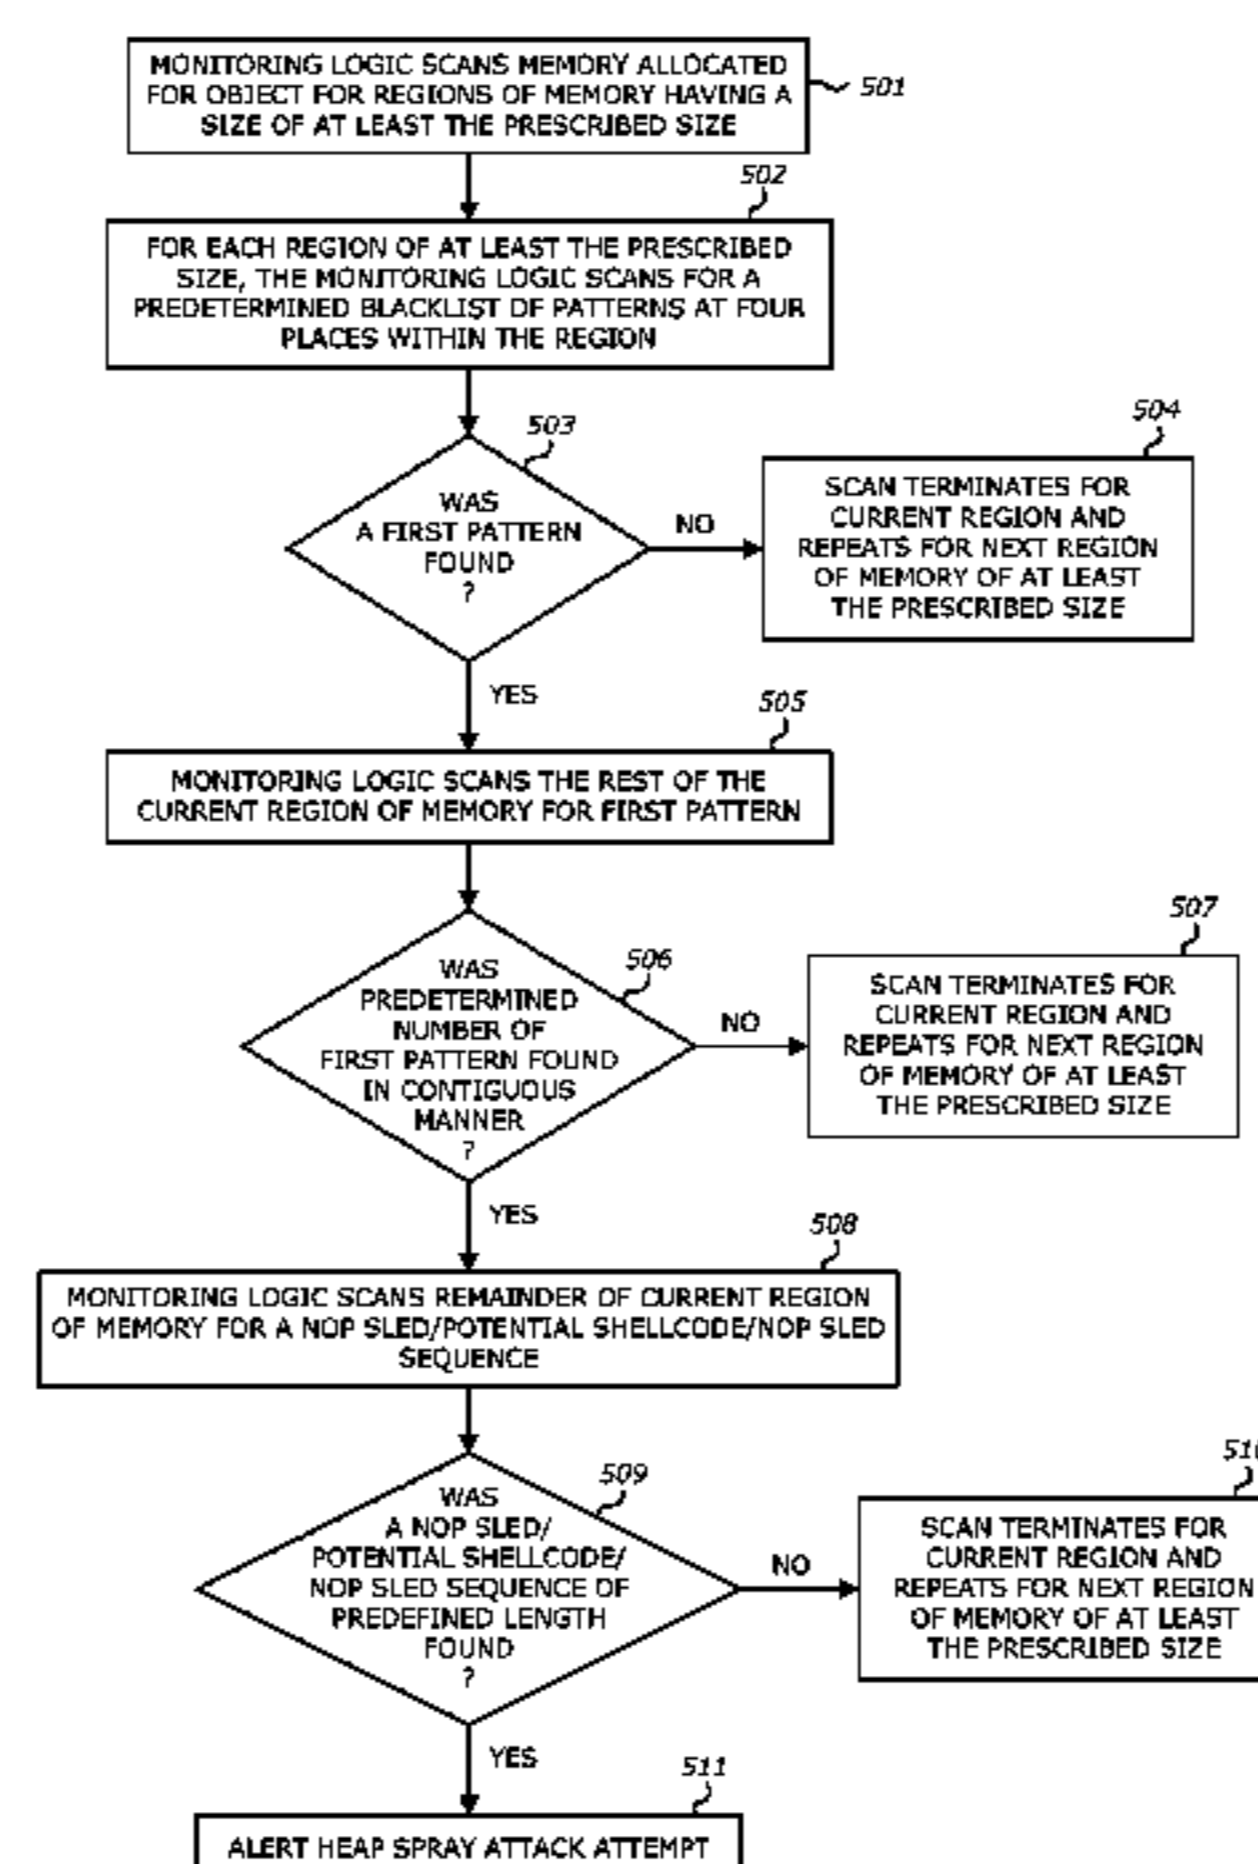 MONITORING LOGIC SCANS MEMORY ALLOCATED
FOR OBJECT FOR REGIONS OF MEMORY HAVING A
SIZE OF AT LEAST THE PRESCRIBED SIZE
501
502
FOR EACH REGION OF AT LEAST THE PRESCRIBED
SIZE, THE MONITORING LOGIC SCANS FOR A
PREDETERMINED BLACKLIST OF PATTERNS AT FOUR
PLACES WITHIN THE REGION
503
WAS
A FIRST PATTERN
FOUND
?
NO
504
SCAN TERMINATES FOR
CURRENT REGION AND
REPEATS FOR NEXT REGION
OF MEMORY OF AT LEAST
THE PRESCRIBED SIZE
YES
505
MONITORING LOGIC SCANS THE REST OF THE
CURRENT REGION OF MEMORY FOR FIRST PATTERN
506
WAS
PREDETERMINED
NUMBER OF
FIRST PATTERN FOUND
IN CONTIGUOUS
MANNER
?
NO
507
SCAN TERMINATES FOR
CURRENT REGION AND
REPEATS FOR NEXT REGION
OF MEMORY OF AT LEAST
THE PRESCRIBED SIZE
YES
508
MONITORING LOGIC SCANS REMAINDER OF CURRENT REGION
OF MEMORY FOR A NOP SLED/POTENTIAL SHELLCODE/NOP SLED
SEQUENCE
509
WAS
A NOP SLED/
POTENTIAL SHELLCODE/
NOP SLED SEQUENCE OF
PREDEFINED LENGTH
FOUND
?
NO
510
SCAN TERMINATES FOR
CURRENT REGION AND
REPEATS FOR NEXT REGION
OF MEMORY OF AT LEAST
THE PRESCRIBED SIZE
YES
511
ALERT HEAP SPRAY ATTACK ATTEMPT